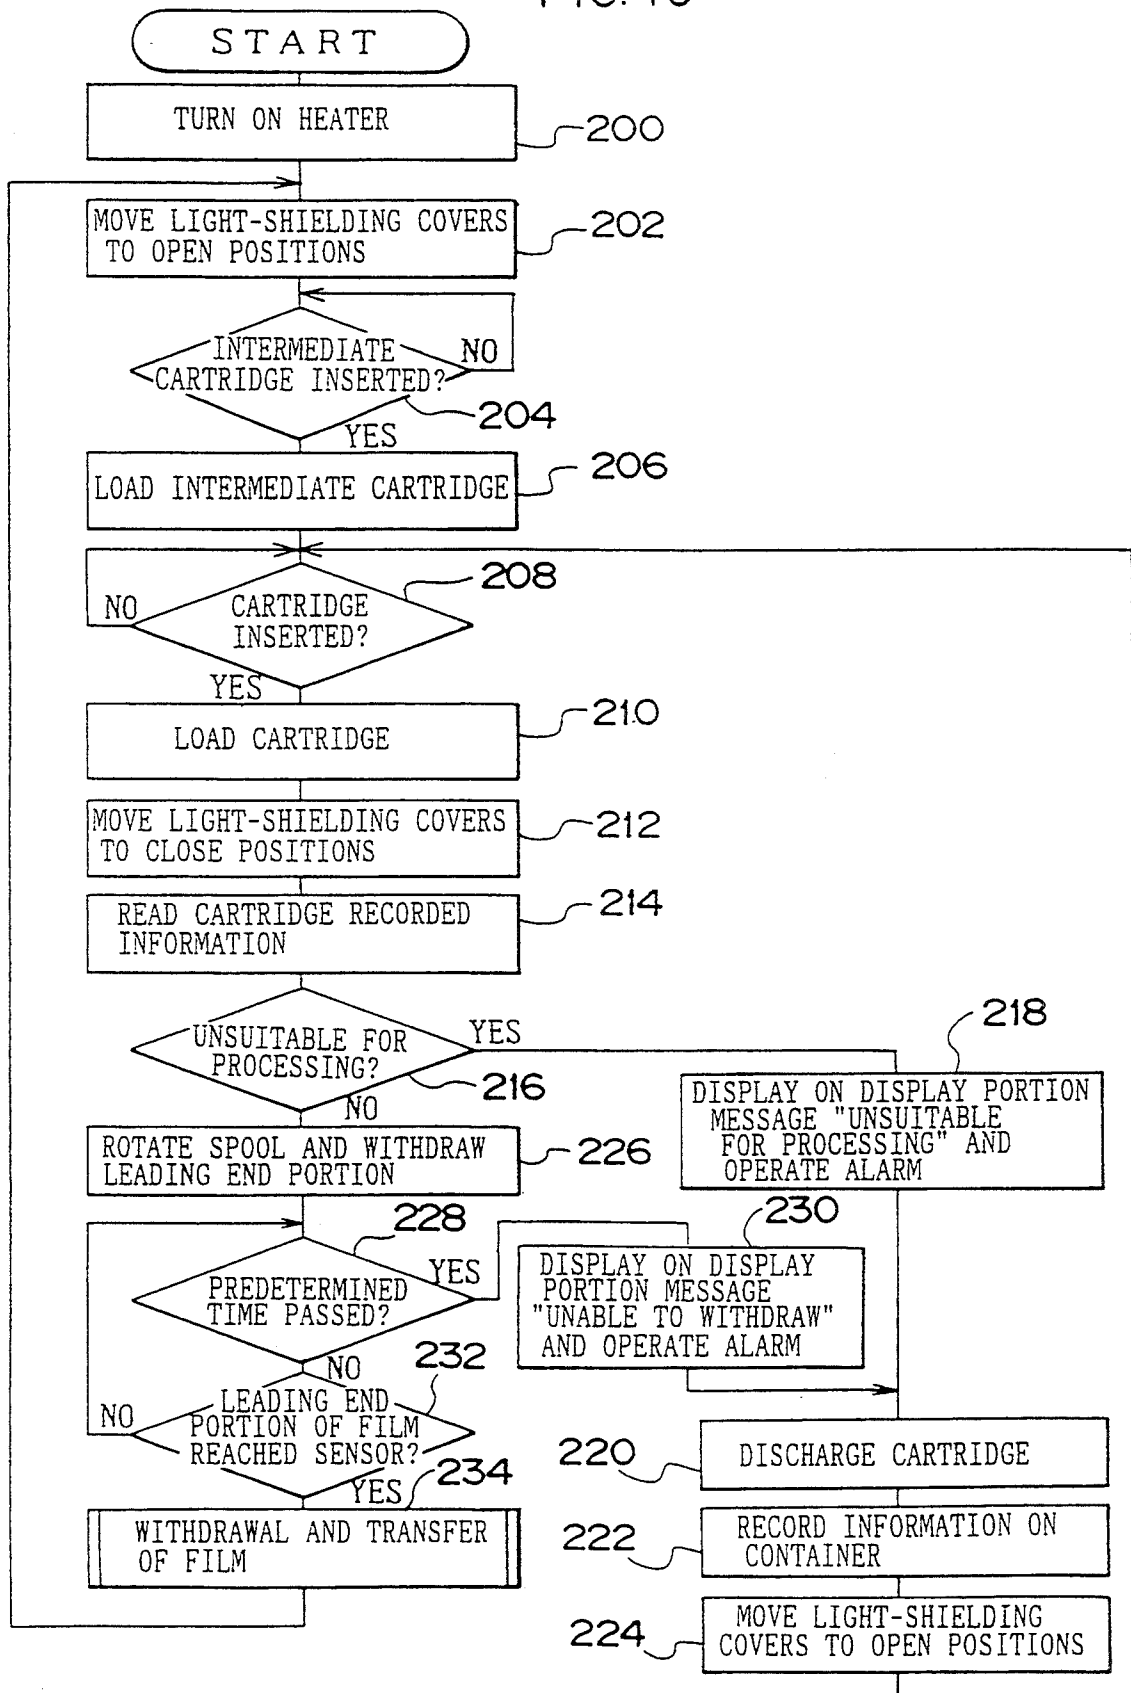 START
TURN ON HEATER
200
MOVE LIGHT-SHIELDING COVERS
TO OPEN POSITIONS
202
INTERMEDIATE
CARTRIDGE INSERTED?
NO
204
YES
LOAD INTERMEDIATE CARTRIDGE
206
208
CARTRIDGE
INSERTED?
NO
YES
LOAD CARTRIDGE
210
MOVE LIGHT-SHIELDING COVERS
TO CLOSE POSITIONS
212
READ CARTRIDGE RECORDED
INFORMATION
214
UNSUITABLE FOR
PROCESSING?
YES
216
NO
218
DISPLAY ON DISPLAY PORTION
MESSAGE "UNSUITABLE
FOR PROCESSING" AND
OPERATE ALARM
ROTATE SPOOL AND WITHDRAW
LEADING END PORTION
226
228
PREDETERMINED
TIME PASSED?
YES
NO
230
DISPLAY ON DISPLAY
PORTION MESSAGE
"UNABLE TO WITHDRAW"
AND OPERATE ALARM
232
LEADING END
PORTION OF FILM
REACHED SENSOR?
NO
YES
234
WITHDRAWAL AND TRANSFER
OF FILM
220
DISCHARGE CARTRIDGE
222
RECORD INFORMATION ON
CONTAINER
224
MOVE LIGHT-SHIELDING
COVERS TO OPEN POSITIONS